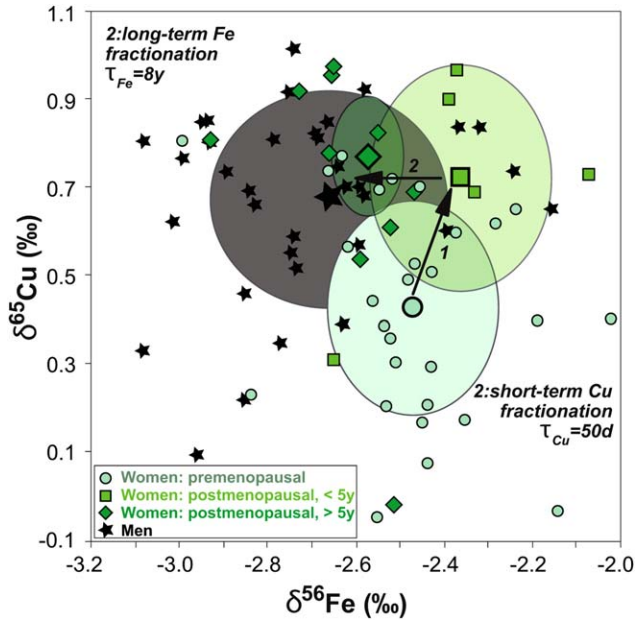 2:long-term Fe
fractionation
τFe=8y
1.1
0.9
0.7
0.5
0.3
0.1
-0.1
δ65Cu (‰)
2
1
2:short-term Cu
fractionation
τCu=50d
Women: premenopausal
Women: postmenopausal, < 5y
Women: postmenopausal, > 5y
Men
-3.2 -3.0 -2.8 -2.6 -2.4 -2.2 -2.0
δ56Fe (‰)